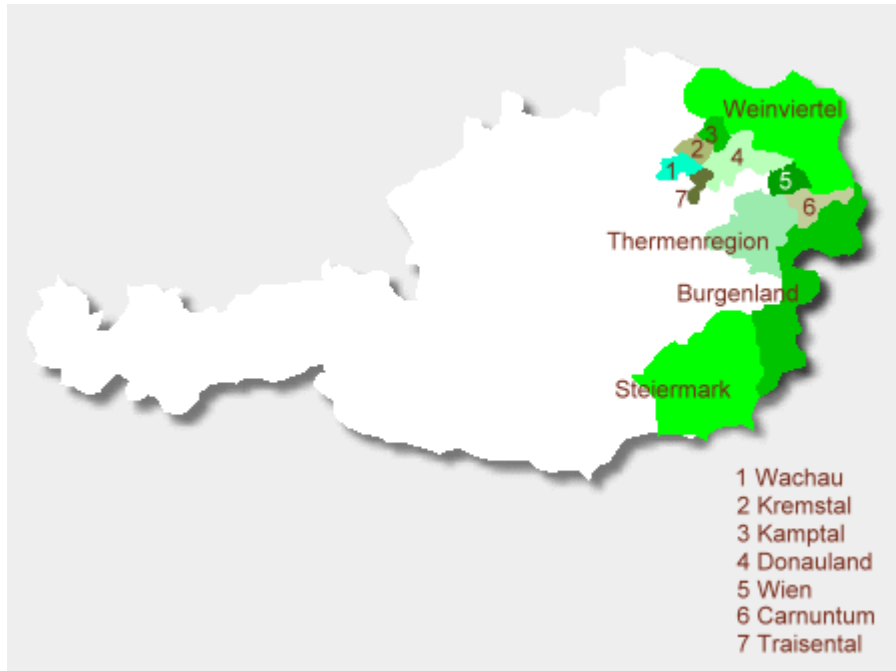 Weinviertel
3
2
4
1
5
7
6
Thermenregion
Burgenland
Steiermark
1 Wachau
2 Kremstal
3 Kamptal
4 Donauland
5 Wien
6 Carnuntum
7 Traisental